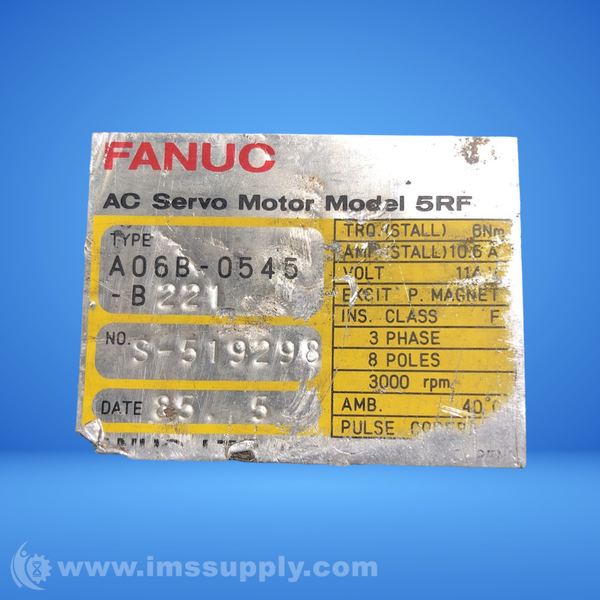 FANUC
AC Servo Motor Model 5RF
TYPE
A06B-0545
-B221
NO. S-519298
DATE 85. 5
TRQ.(STALL) 6Nm
AMP.(STALL) 10.6 A
VOLT
EXCIT P. MAGNET
INS. CLASS F
3 PHASE
8 POLES
3000 rpm
AMB. 40°C
PULSE
www.imssupply.com